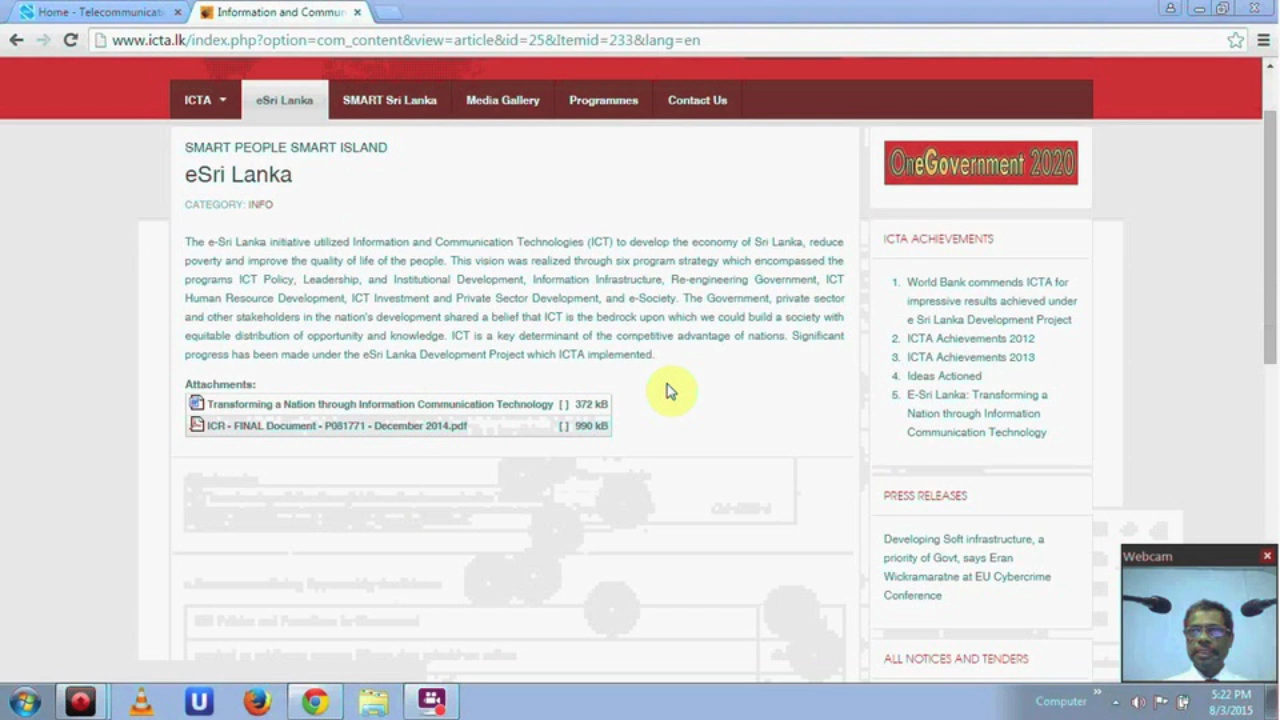 Home - Telecommunicati
Information and Commun
www.icta.lk/index.php?option=com_content&view=article&id=25&Itemid=233&lang=en
ICTA
eSri Lanka
SMART Sri Lanka
Media Gallery
Programmes
Contact Us
SMART PEOPLE SMART ISLAND
eSri Lanka
CATEGORY: INFO
The e-Sri Lanka initiative utilized Information and Communication Technologies (ICT) to develop the economy of Sri Lanka, reduce
poverty and improve the quality of life of the people. This vision was realized through six program strategy which encompassed the
programs ICT Policy, Leadership, and Institutional Development, Information Infrastructure, Re-engineering Government, ICT
Human Resource Development, ICT Investment and Private Sector Development, and e-Society. The Government, private sector
and other stakeholders in the nation's development shared a belief that ICT is the bedrock upon which we could build a society with
equitable distribution of opportunity and knowledge. ICT is a key determinant of the competitive advantage of nations. Significant
progress has been made under the eSri Lanka Development Project which ICTA implemented.
Attachments:
Transforming a Nation through Information Communication Technology [ ] 372 kB
ICR - FINAL Document - P081771 - December 2014.pdf [ ] 990 kB
OneGovernment 2020
ICTA ACHIEVEMENTS
1. World Bank commends ICTA for
impressive results achieved under
e Sri Lanka Development Project
2. ICTA Achievements 2012
3. ICTA Achievements 2013
4. Ideas Actioned
5. E-Sri Lanka: Transforming a
Nation through Information
Communication Technology
PRESS RELEASES
Developing Soft infrastructure, a
priority of Govt, says Eran
Wickramaratne at EU Cybercrime
Conference
ALL NOTICES AND TENDERS
Webcam
Computer
5:22 PM
8/3/2015